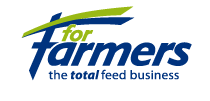 for
farmers
the total feed business